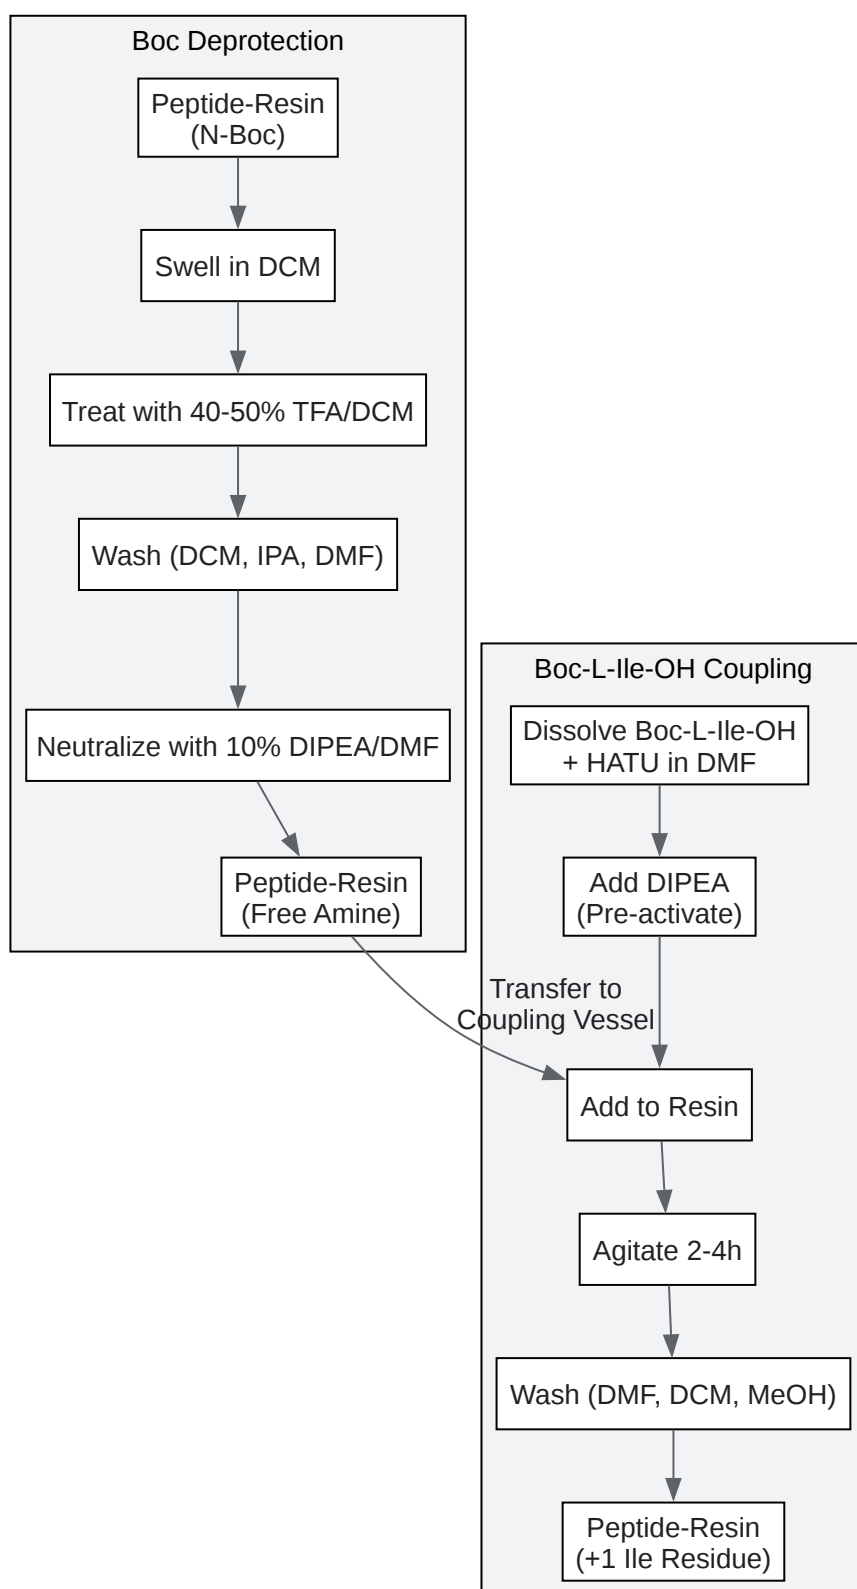 Boc Deprotection
Peptide-Resin
(N-Boc)
Swell in DCM
Treat with 40-50% TFA/DCM
Wash (DCM, IPA, DMF)
Neutralize with 10% DIPEA/DMF
Peptide-Resin
(Free Amine)
Transfer to
Coupling Vessel
Boc-L-Ile-OH Coupling
Dissolve Boc-L-Ile-OH
+ HATU in DMF
Add DIPEA
(Pre-activate)
Add to Resin
Agitate 2-4h
Wash (DMF, DCM, MeOH)
Peptide-Resin
(+1 Ile Residue)